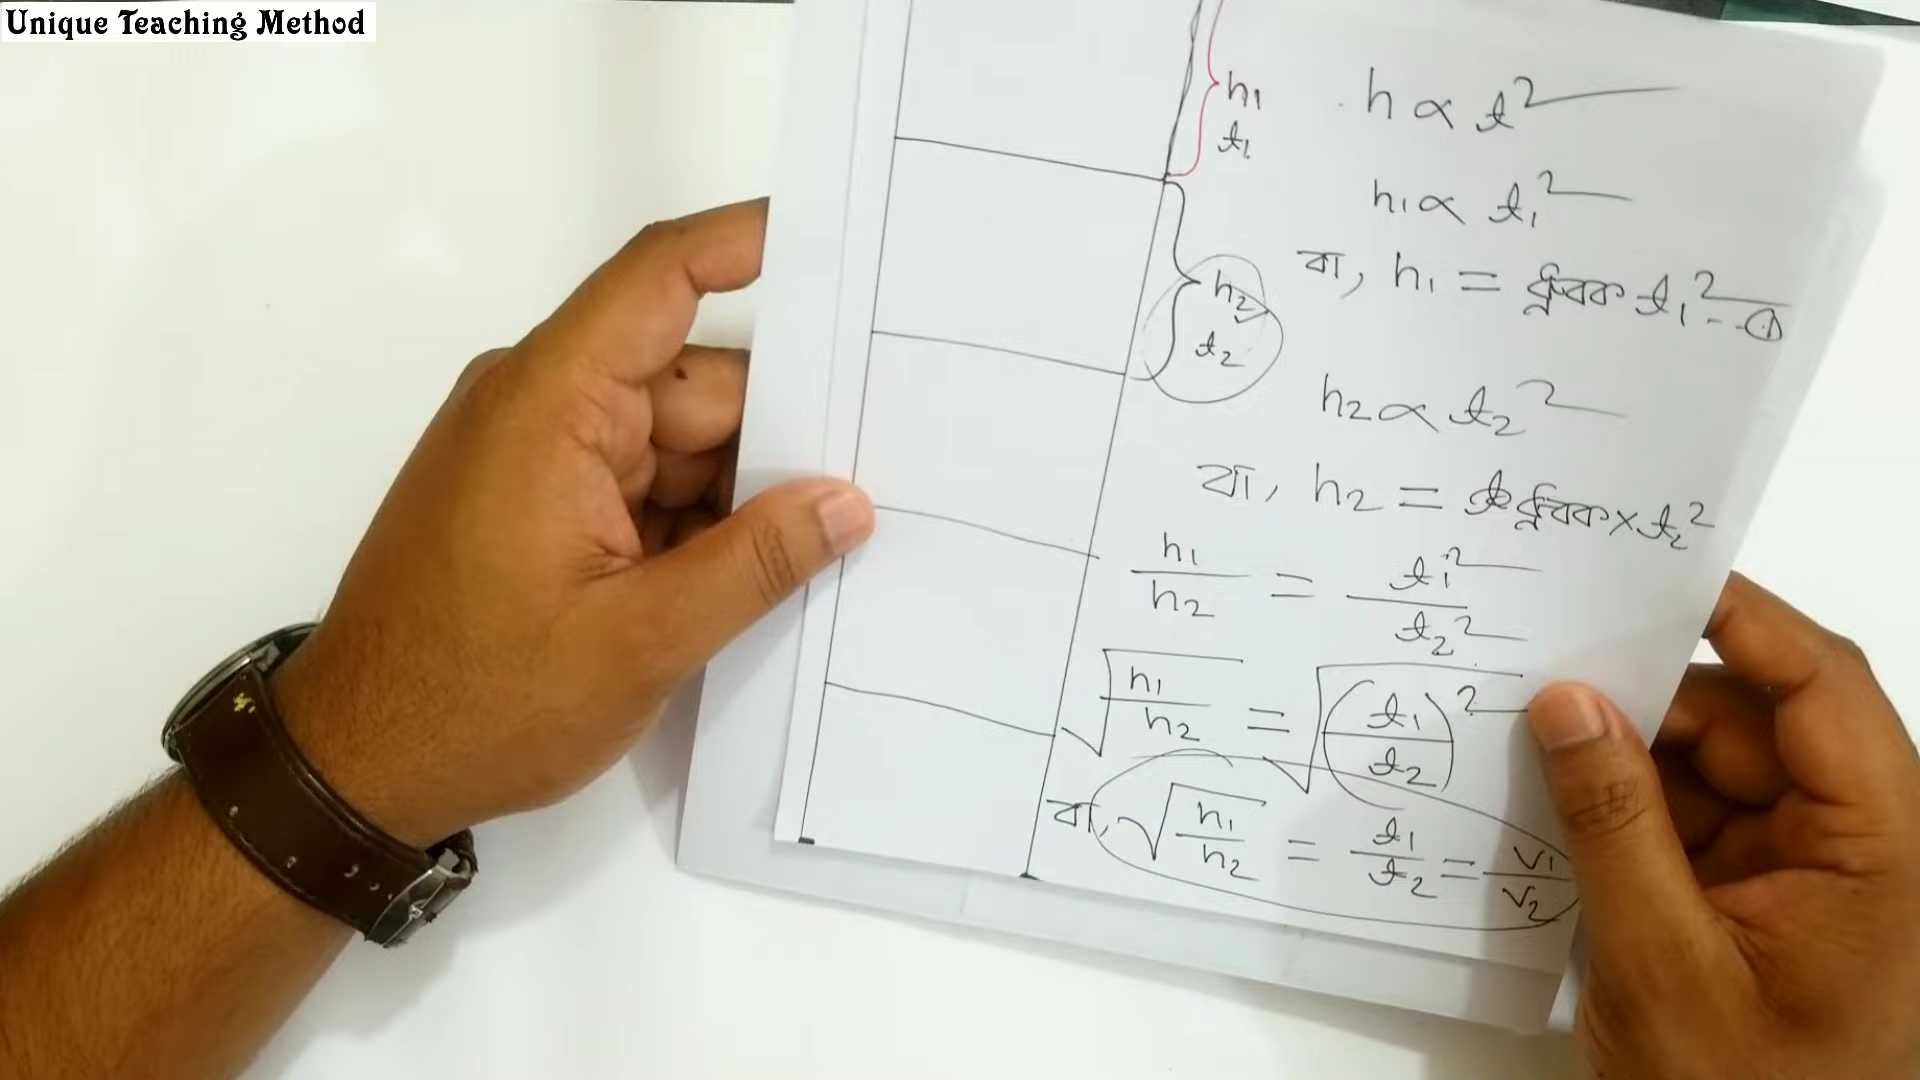 Unique Teaching Method
h₁
t₁
h₂
t₂
h ∝ t²
h₁ ∝ t₁²
বা, h₁ = ধ্রুবক t₁² - - ①
h₂ ∝ t₂²
বা, h₂ = ধ্রুবক × t₂²
h₁/h₂ = t₁²/t₂²
√(h₁/h₂) = √(t₁/t₂)²
বা, √(h₁/h₂) = t₁/t₂ = v₁/v₂